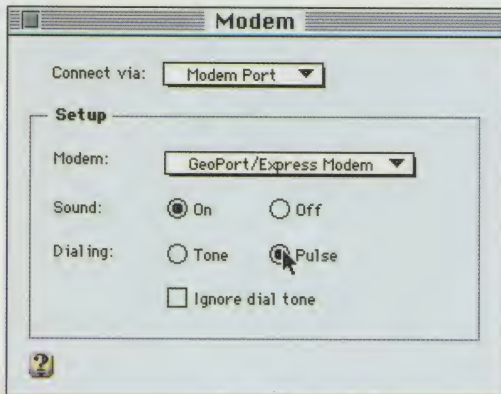 Modem
Connect via: Modem Port
Setup
Modem: GeoPort/Express Modem
Sound: On Off
Dialing: Tone Pulse
Ignore dial tone
?